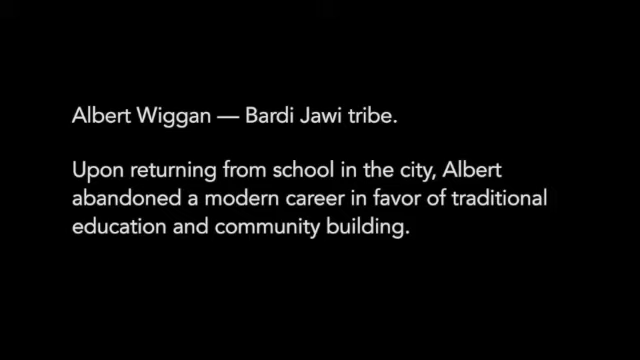 Albert Wiggan — Bardi Jawi tribe.
Upon returning from school in the city, Albert
abandoned a modern career in favor of traditional
education and community building.